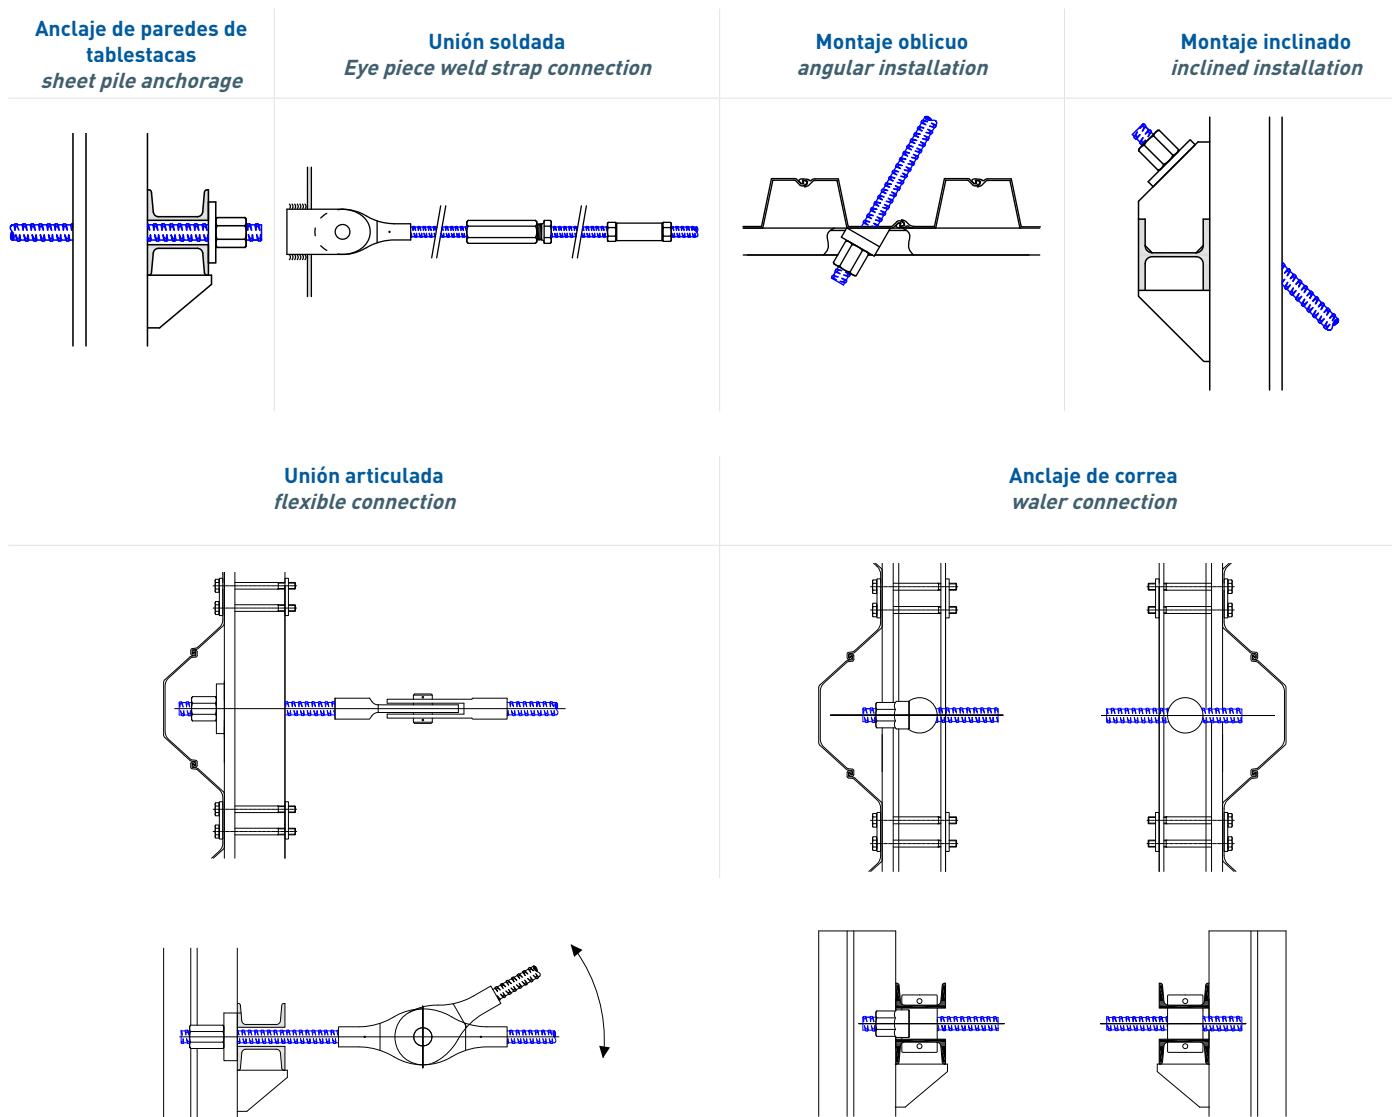 Anclaje de paredes de
tablestacas
sheet pile anchorage
Unión soldada
Eye piece weld strap connection
Montaje oblicuo
angular installation
Montaje inclinado
inclined installation
Unión articulada
flexible connection
Anclaje de correa
waler connection